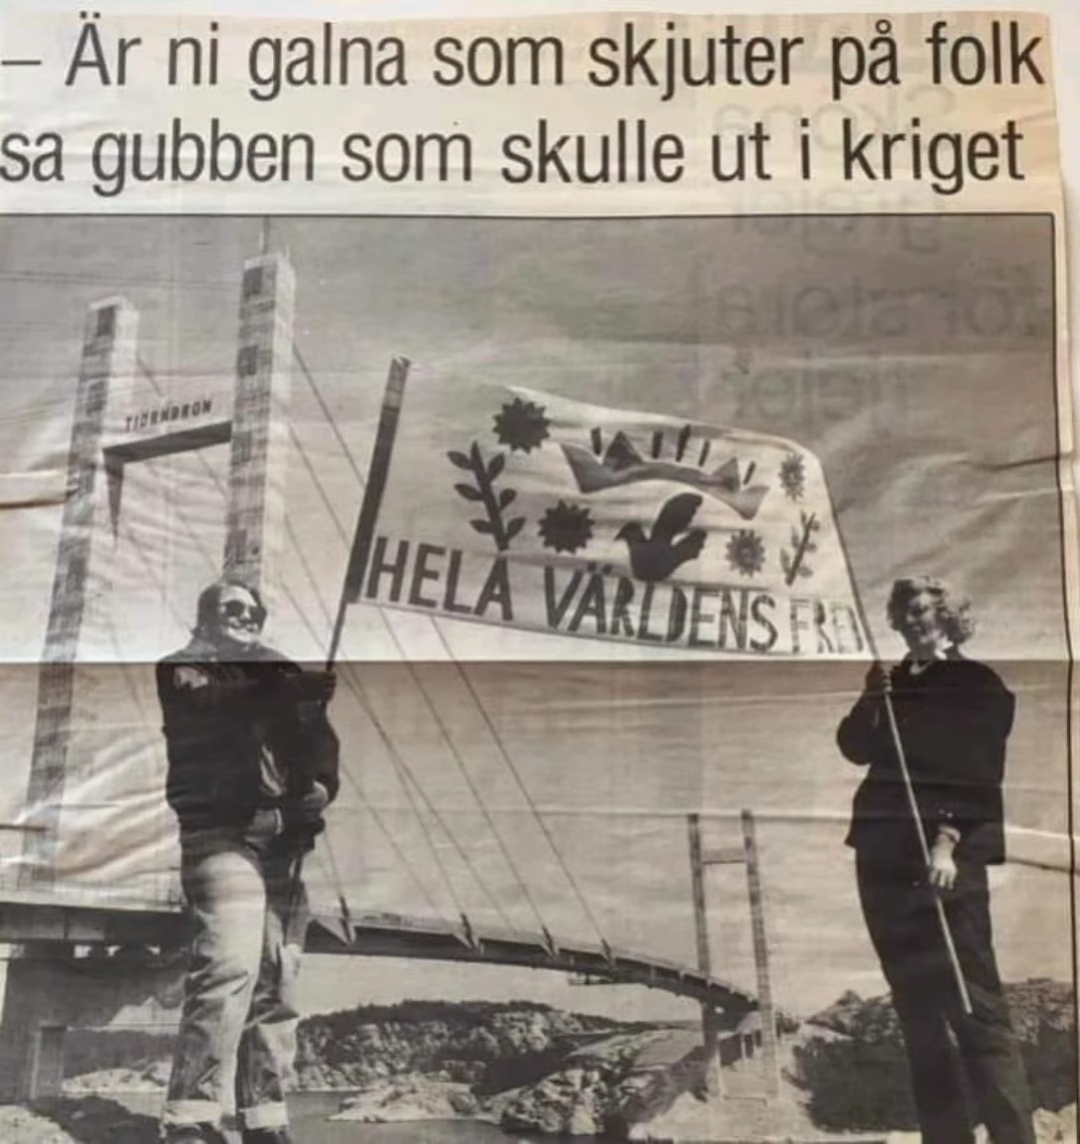 – Är ni galna som skjuter på folk
sa gubben som skulle ut i kriget
TJÖRNBRON
HELA VÄRLDENS FRED